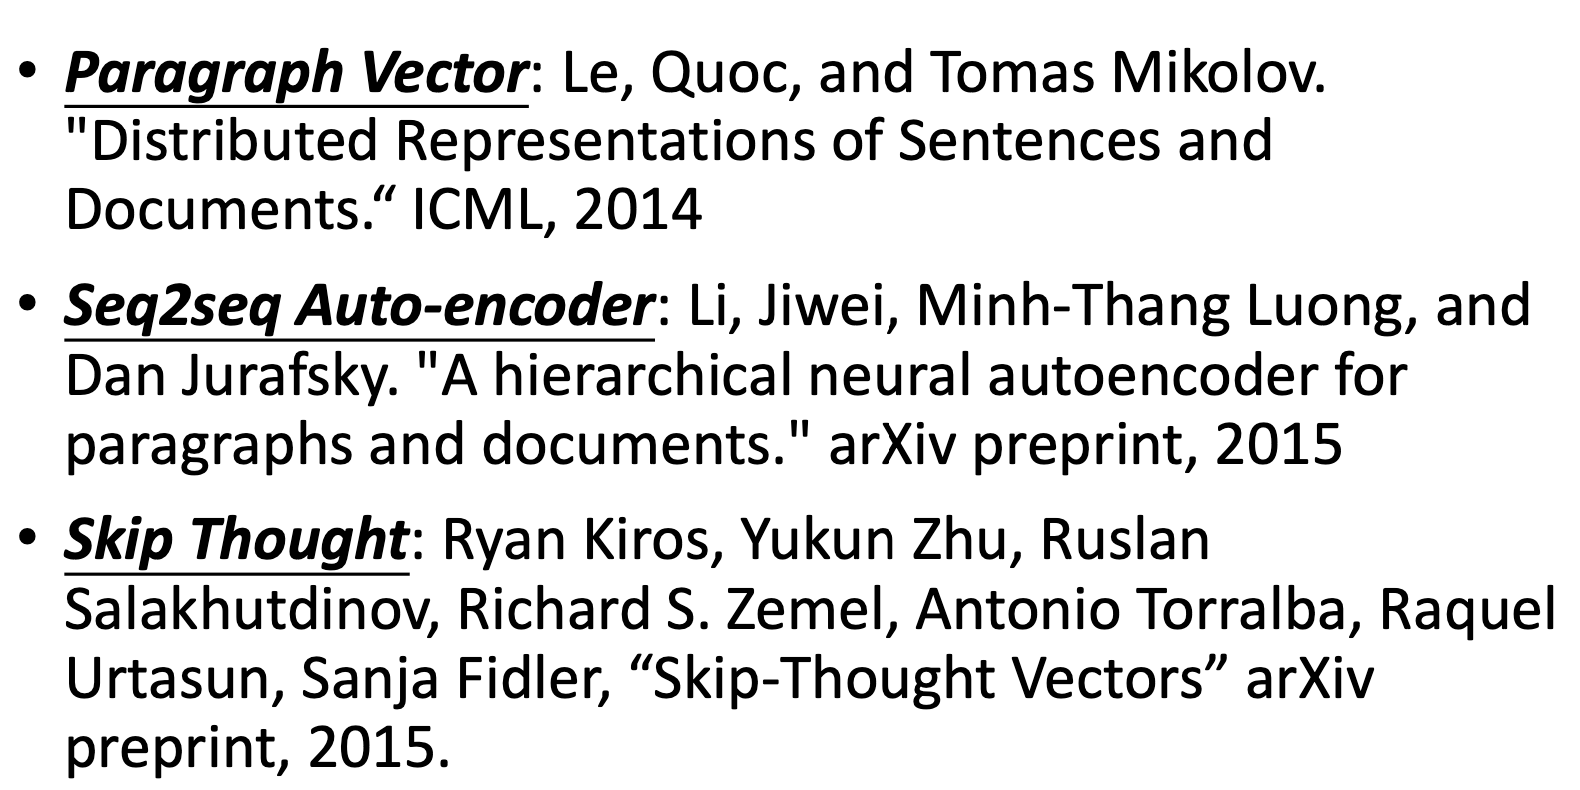 • Paragraph Vector: Le, Quoc, and Tomas Mikolov.
"Distributed Representations of Sentences and
Documents.“ ICML, 2014
• Seq2seq Auto-encoder: Li, Jiwei, Minh-Thang Luong, and
Dan Jurafsky. "A hierarchical neural autoencoder for
paragraphs and documents." arXiv preprint, 2015
• Skip Thought: Ryan Kiros, Yukun Zhu, Ruslan
Salakhutdinov, Richard S. Zemel, Antonio Torralba, Raquel
Urtasun, Sanja Fidler, “Skip-Thought Vectors” arXiv
preprint, 2015.